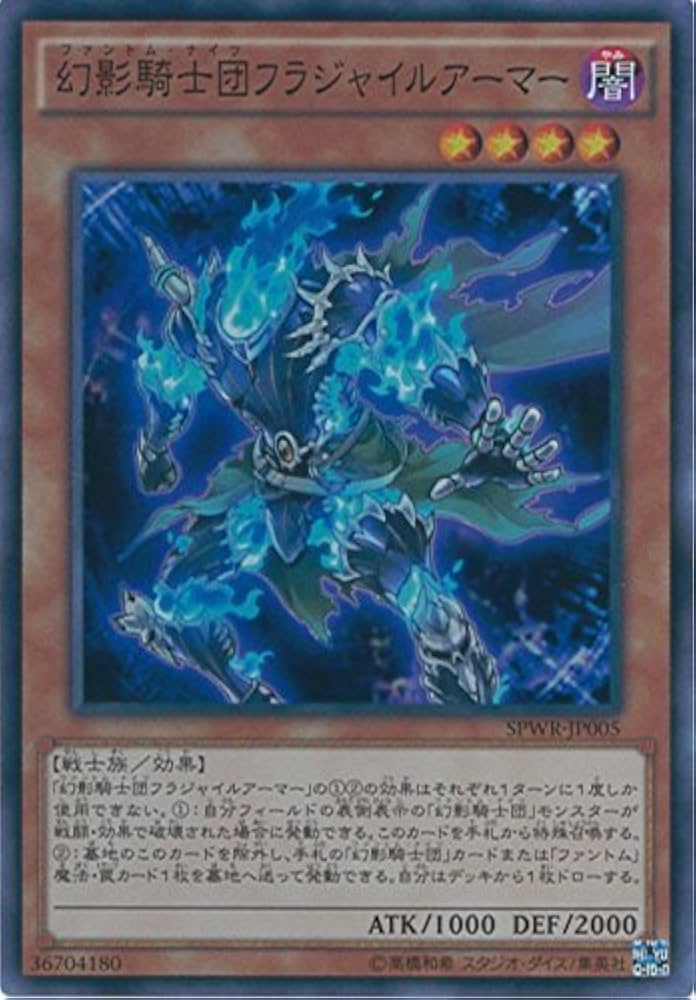 ファントム・ナイツ
幻影騎士団フラジャイルアーマー
やみ
闇
SPWR-JP005
【戦士族／効果】
「幻影騎士団フラジャイルアーマー」の①②の効果はそれぞれ1ターンに1度しか
使用できない。①：自分フィールドの表側表示の「幻影騎士団」モンスターが
戦闘・効果で破壊された場合に発動できる。このカードを手札から特殊召喚する。
②：墓地のこのカードを除外し、手札の「幻影騎士団」カードまたは「ファントム」
魔法・罠カード1枚を墓地へ送って発動できる。自分はデッキから1枚ドローする。
ATK/1000 DEF/2000
36704180
©高橋和希 スタジオ・ダイス/集英社